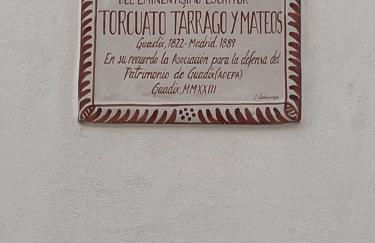 DEL EMINENTÍSIMO ESCRITOR
TORCUATO TÁRRAGO Y MATEOS
Guadix, 1822-Madrid, 1889
En su recuerdo la Asociación para la defensa del
Patrimonio de Guadix (ADEPA)
Guadix, MMXXIII